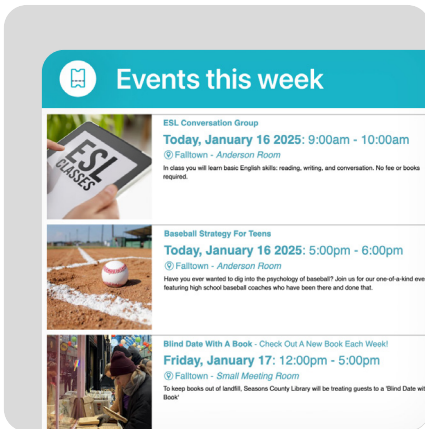 Events this week
ESL
CLASSES
ESL Conversation Group
Today, January 16 2025: 9:00am - 10:00am
Falltown - Anderson Room
In class you will learn basic English skills: reading, writing, and conversation. No fee or books
required.
Baseball Strategy For Teens
Today, January 16 2025: 5:00pm - 6:00pm
Falltown - Anderson Room
Have you ever wanted to dig into the psychology of baseball? Join us for our one-of-a-kind eve
featuring high school baseball coaches who have been there and done that.
Blind Date With A Book - Check Out A New Book Each Week!
Friday, January 17: 12:00pm - 5:00pm
Falltown - Small Meeting Room
To keep books out of landfill, Seasons County Library will be treating guests to a 'Blind Date wit
Book'